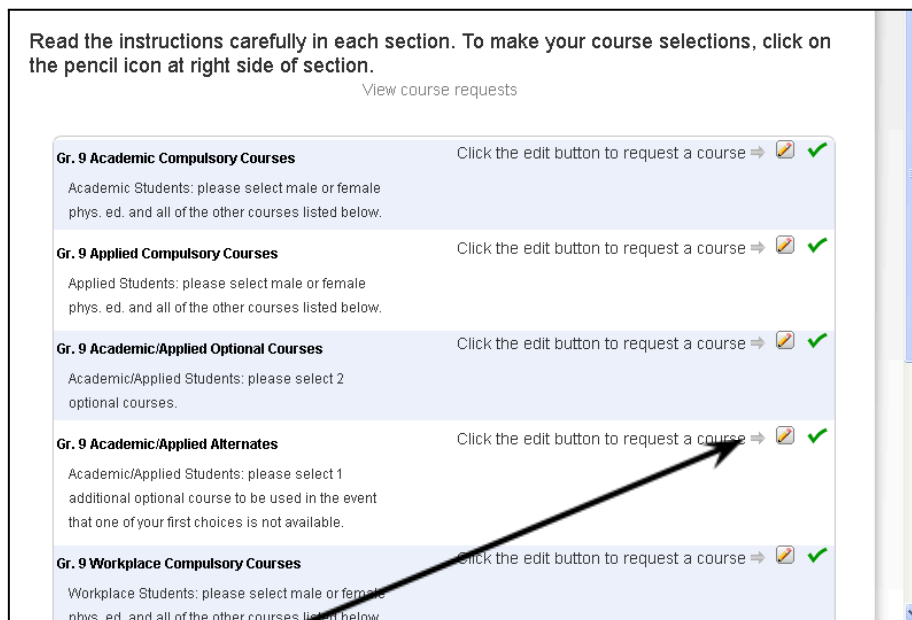 Read the instructions carefully in each section. To make your course selections, click on
the pencil icon at right side of section.
View course requests
Gr. 9 Academic Compulsory Courses
Click the edit button to request a course
Academic Students: please select male or female
phys. ed. and all of the other courses listed below.
Gr. 9 Applied Compulsory Courses
Click the edit button to request a course
Applied Students: please select male or female
phys. ed. and all of the other courses listed below.
Gr. 9 Academic/Applied Optional Courses
Click the edit button to request a course
Academic/Applied Students: please select 2
optional courses.
Gr. 9 Academic/Applied Alternates
Click the edit button to request a course
Academic/Applied Students: please select 1
additional optional course to be used in the event
that one of your first choices is not available.
Gr. 9 Workplace Compulsory Courses
Click the edit button to request a course
Workplace Students: please select male or female
phys. ed. and all of the other courses listed below.